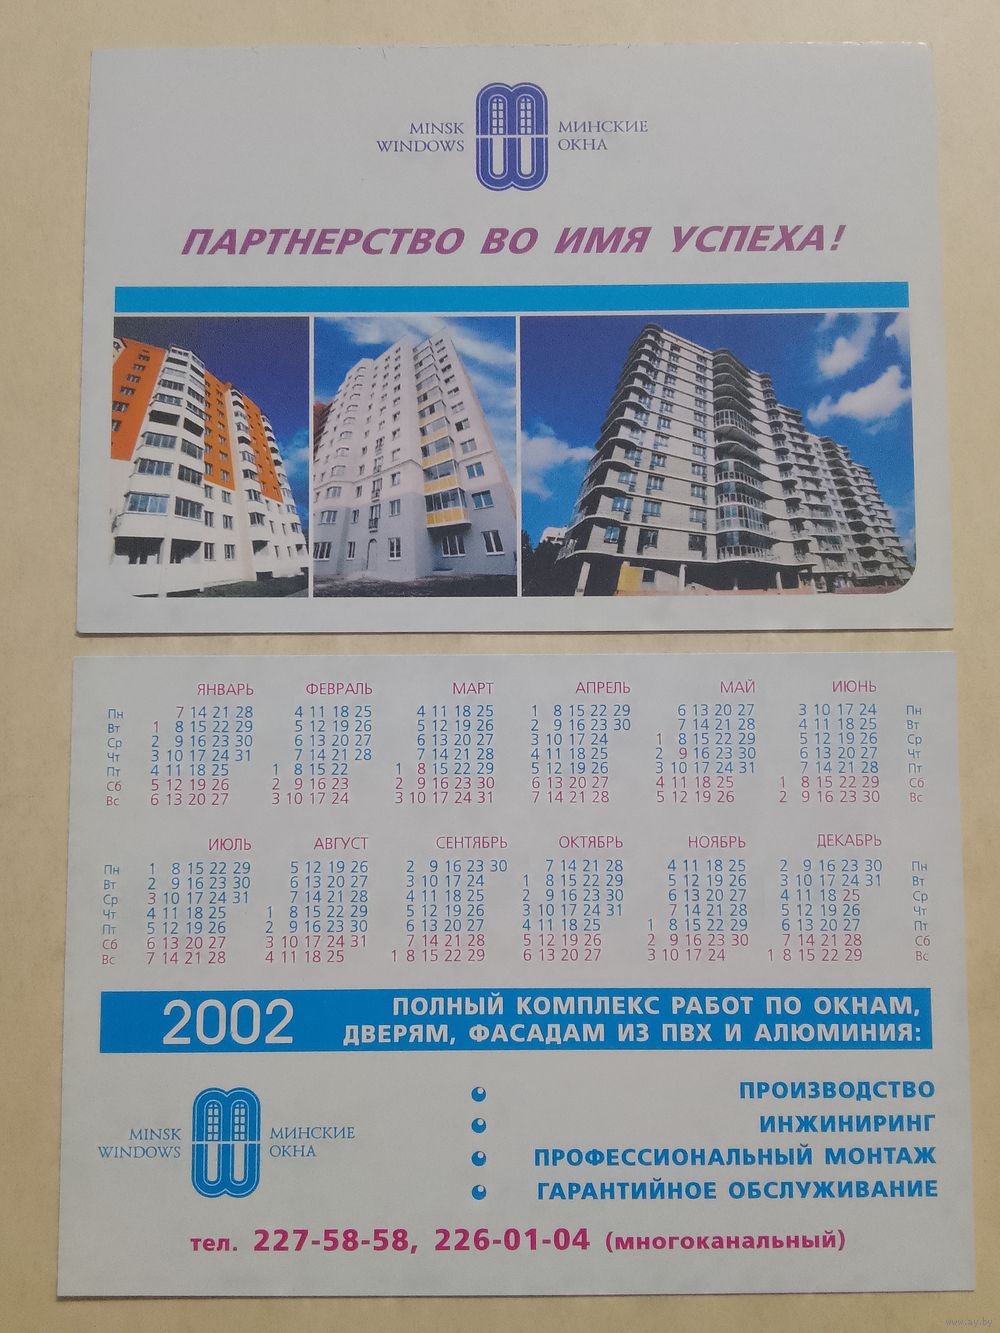 MINSK WINDOWS МИНСКИЕ ОКНА
ПАРТНЕРСТВО ВО ИМЯ УСПЕХА!
ЯНВАРЬ ФЕВРАЛЬ МАРТ АПРЕЛЬ МАЙ ИЮНЬ
Пн 7 14 21 28 4 11 18 25 4 11 18 25 1 8 15 22 29 6 13 20 27 3 10 17 24 Пн
Вт 1 8 15 22 29 5 12 19 26 5 12 19 26 2 9 16 23 30 7 14 21 28 4 11 18 25 Вт
Ср 2 9 16 23 30 6 13 20 27 6 13 20 27 3 10 17 24 1 8 15 22 29 5 12 19 26 Ср
Чт 3 10 17 24 31 7 14 21 28 7 14 21 28 4 11 18 25 2 9 16 23 30 6 13 20 27 Чт
Пт 4 11 18 25 1 8 15 22 1 8 15 22 29 5 12 19 26 3 10 17 24 31 7 14 21 28 Пт
Сб 5 12 19 26 2 9 16 23 2 9 16 23 30 6 13 20 27 4 11 18 25 1 8 15 22 29 Сб
Вс 6 13 20 27 3 10 17 24 3 10 17 24 31 7 14 21 28 5 12 19 26 2 9 16 23 30 Вс
ИЮЛЬ АВГУСТ СЕНТЯБРЬ ОКТЯБРЬ НОЯБРЬ ДЕКАБРЬ
Пн 1 8 15 22 29 5 12 19 26 2 9 16 23 30 7 14 21 28 4 11 18 25 2 9 16 23 30 Пн
Вт 2 9 16 23 30 6 13 20 27 3 10 17 24 1 8 15 22 29 5 12 19 26 3 10 17 24 31 Вт
Ср 3 10 17 24 31 7 14 21 28 4 11 18 25 2 9 16 23 30 6 13 20 27 4 11 18 25 Ср
Чт 4 11 18 25 1 8 15 22 29 5 12 19 26 3 10 17 24 31 7 14 21 28 5 12 19 26 Чт
Пт 5 12 19 26 2 9 16 23 30 6 13 20 27 4 11 18 25 1 8 15 22 29 6 13 20 27 Пт
Сб 6 13 20 27 3 10 17 24 31 7 14 21 28 5 12 19 26 2 9 16 23 30 7 14 21 28 Сб
Вс 7 14 21 28 4 11 18 25 1 8 15 22 29 6 13 20 27 3 10 17 24 1 8 15 22 29 Вс
2002
ПОЛНЫЙ КОМПЛЕКС РАБОТ ПО ОКНАМ,
ДВЕРЯМ, ФАСАДАМ ИЗ ПВХ И АЛЮМИНИЯ:
MINSK WINDOWS МИНСКИЕ ОКНА
ПРОИЗВОДСТВО
ИНЖИНИРИНГ
ПРОФЕССИОНАЛЬНЫЙ МОНТАЖ
ГАРАНТИЙНОЕ ОБСЛУЖИВАНИЕ
тел. 227-58-58, 226-01-04 (многоканальный)
www.ay.by